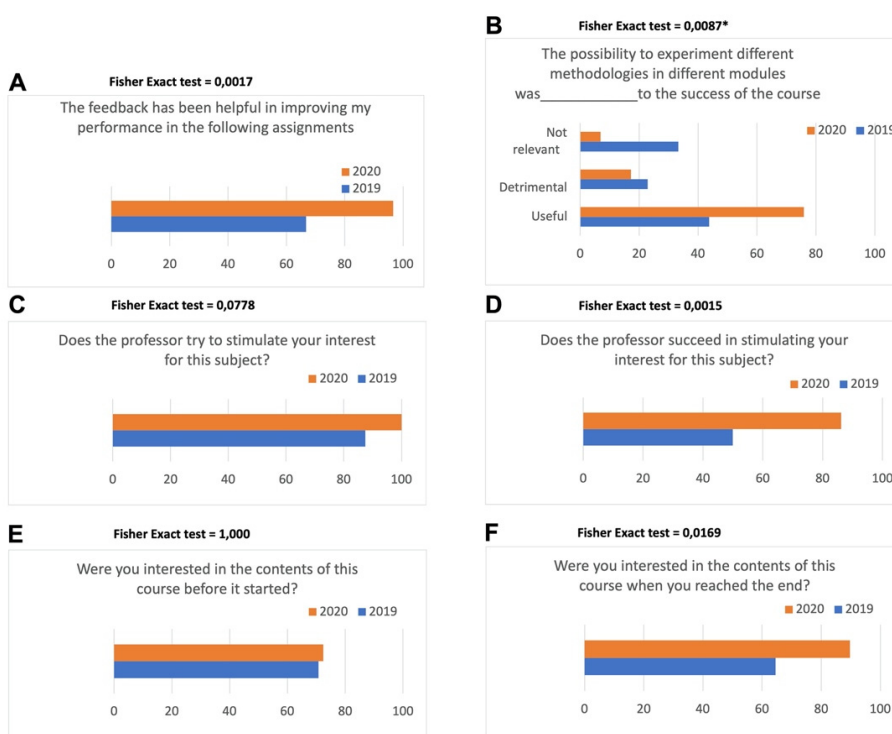 A
Fisher Exact test = 0,0017
The feedback has been helpful in improving my
performance in the following assignments
2020
2019
0 20 40 60 80 100
B
Fisher Exact test = 0,0087*
The possibility to experiment different
methodologies in different modules
was____________to the success of the course
2020 2019
Not
relevant
Detrimental
Useful
0 20 40 60 80 100
C
Fisher Exact test = 0,0778
Does the professor try to stimulate your interest
for this subject?
2020 2019
0 20 40 60 80 100
D
Fisher Exact test = 0,0015
Does the professor succeed in stimulating your
interest for this subject?
2020 2019
0 20 40 60 80 100
E
Fisher Exact test = 1,000
Were you interested in the contents of this
course before it started?
2020 2019
0 20 40 60 80 100
F
Fisher Exact test = 0,0169
Were you interested in the contents of this
course when you reached the end?
2020 2019
0 20 40 60 80 100